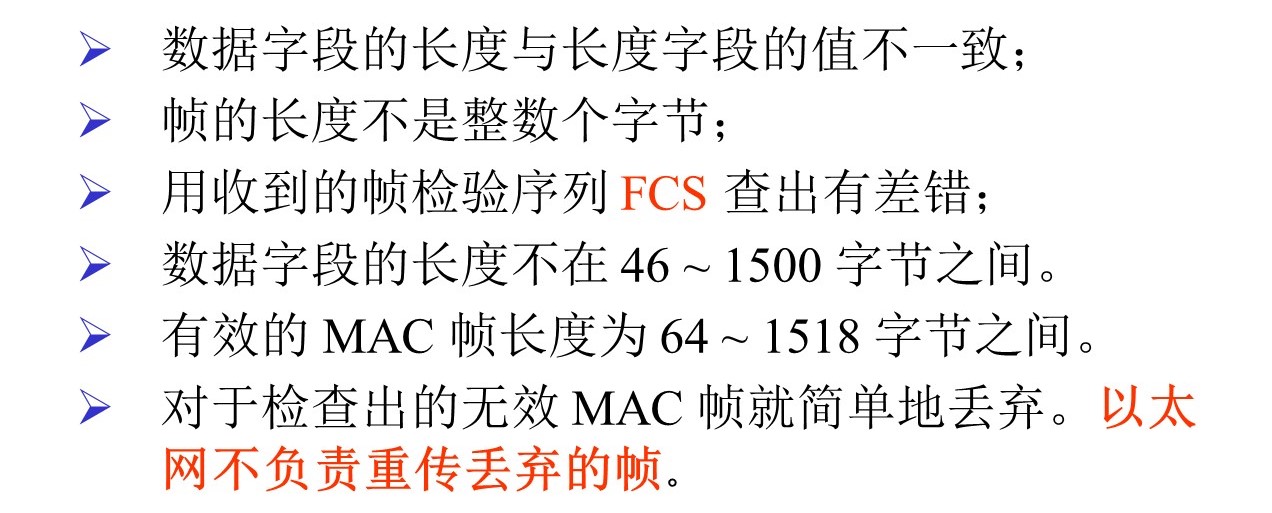 ➢ 数据字段的长度与长度字段的值不一致；
➢ 帧的长度不是整数个字节；
➢ 用收到的帧检验序列 FCS 查出有差错；
➢ 数据字段的长度不在 46 ~ 1500 字节之间。
➢ 有效的 MAC 帧长度为 64 ~ 1518 字节之间。
➢ 对于检查出的无效 MAC 帧就简单地丢弃。以太
网不负责重传丢弃的帧。